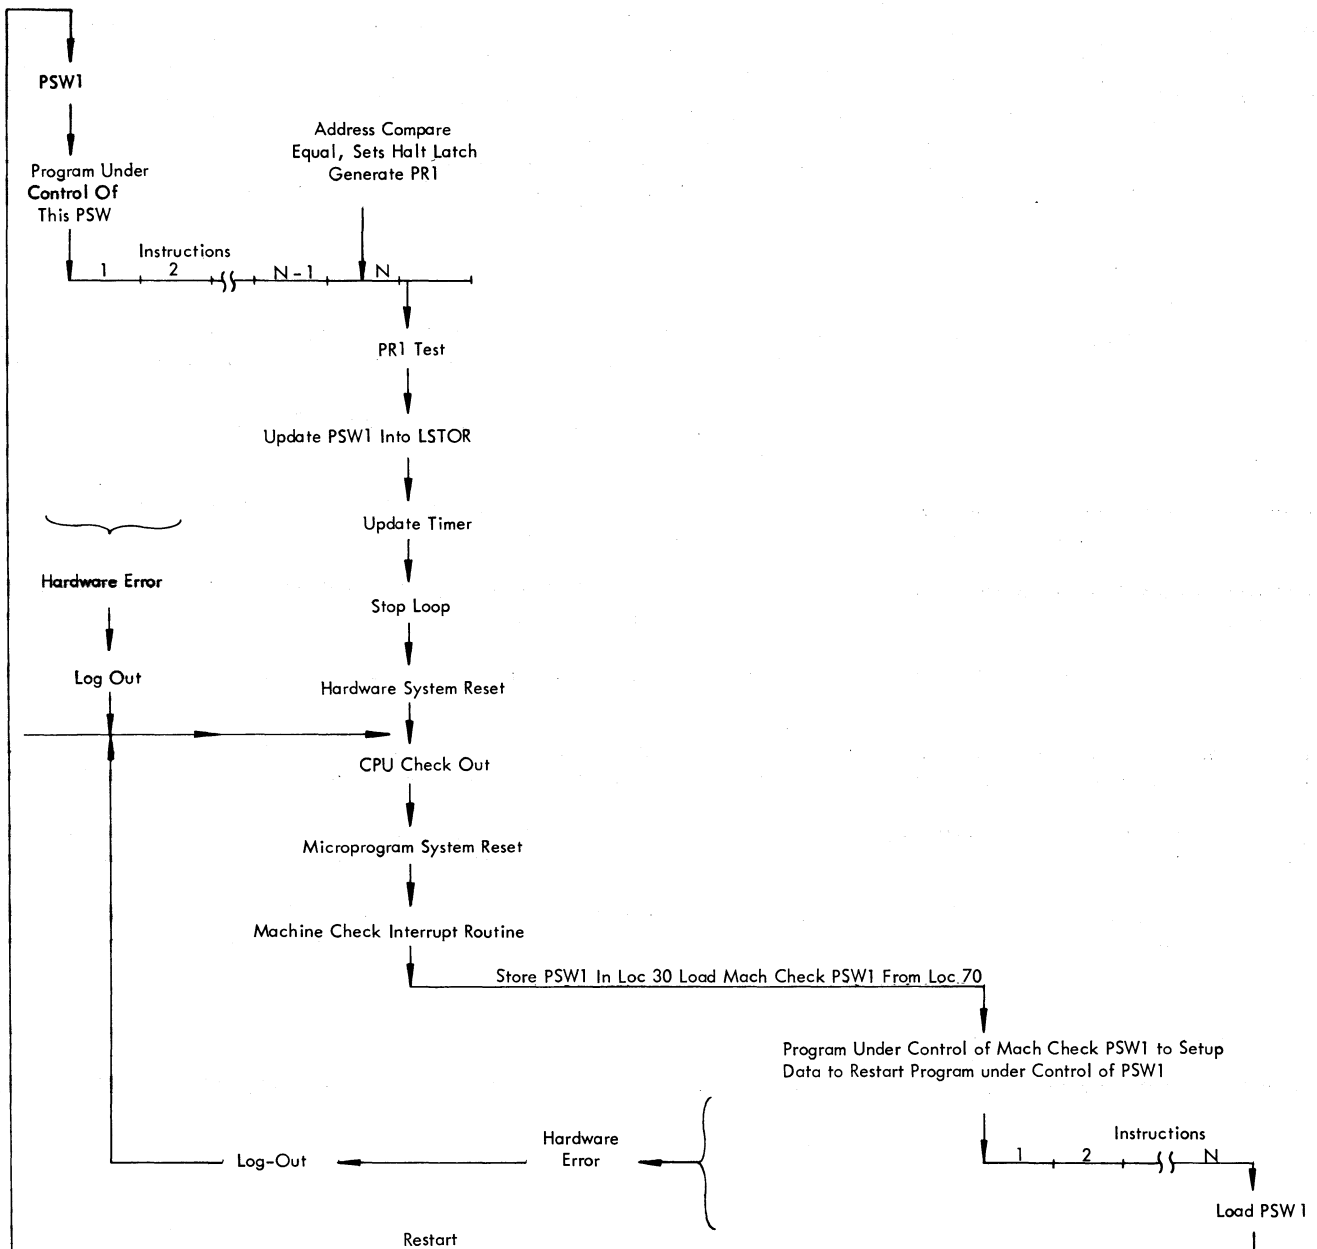 PSW1
Program Under
Control Of
This PSW
Address Compare
Equal, Sets Halt Latch
Generate PR1
Instructions
1 2 N-1 N
PR1 Test
Update PSW1 Into LSTOR
Update Timer
Hardware Error
Stop Loop
Log Out
Hardware System Reset
CPU Check Out
Microprogram System Reset
Machine Check Interrupt Routine
Store PSW1 In Loc 30 Load Mach Check PSW1 From Loc 70
Program Under Control of Mach Check PSW1 to Setup
Data to Restart Program under Control of PSW1
Instructions
1 2 N
Hardware
Error
Log-Out
Load PSW 1
Restart